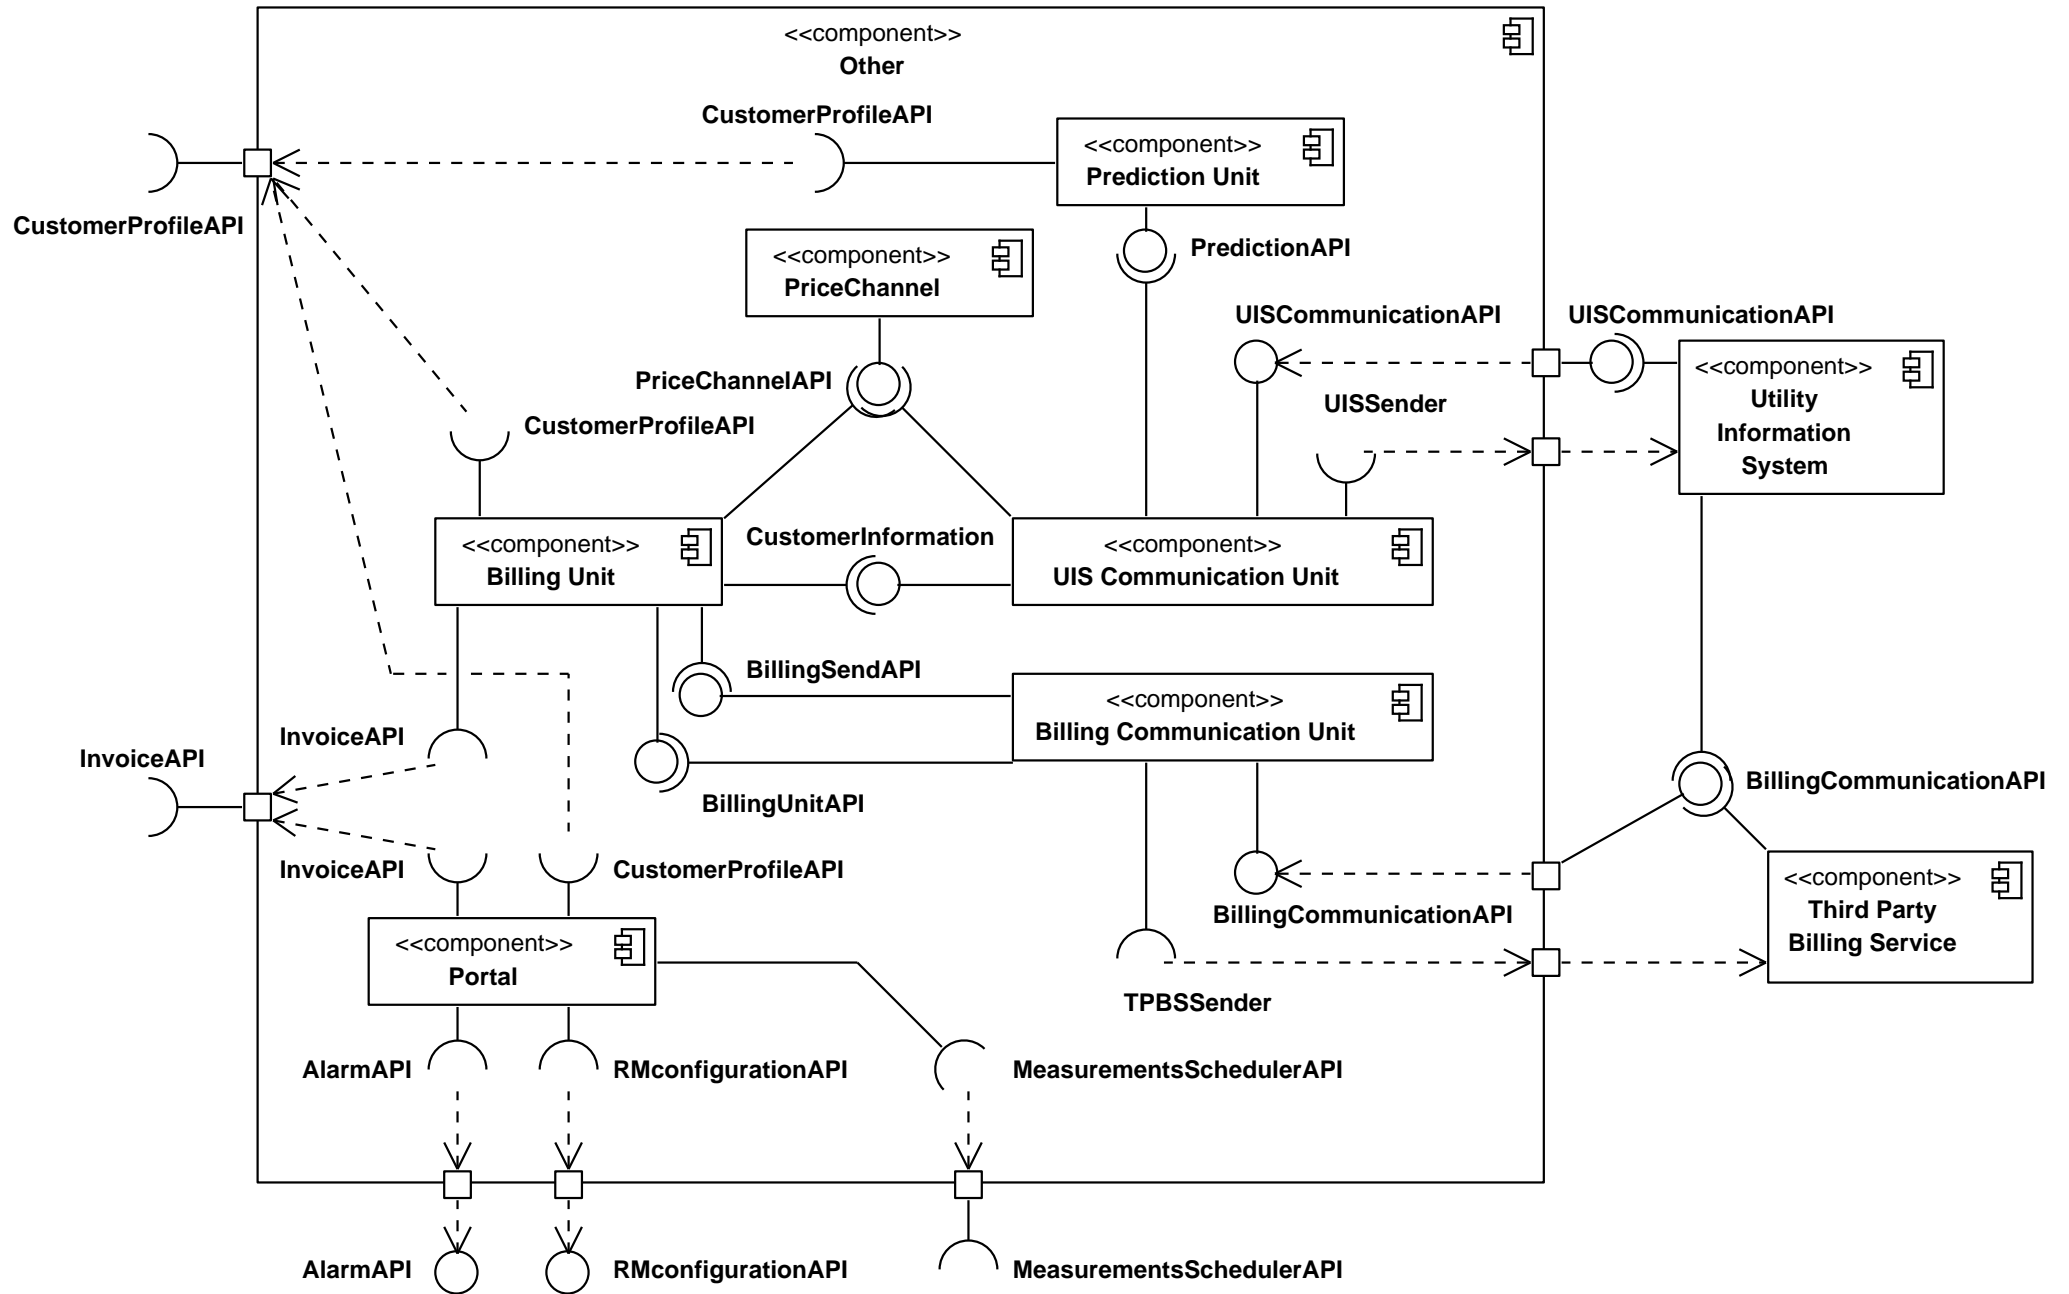 <<component>>
Other
CustomerProfileAPI
<<component>>
Prediction Unit
CustomerProfileAPI
<<component>>
PriceChannel
PredictionAPI
UISCommunicationAPI
UISCommunicationAPI
<<component>>
Utility
Information
System
PriceChannelAPI
UISSender
CustomerProfileAPI
<<component>>
Billing Unit
CustomerInformation
<<component>>
UIS Communication Unit
BillingSendAPI
<<component>>
Billing Communication Unit
InvoiceAPI
InvoiceAPI
BillingUnitAPI
BillingCommunicationAPI
InvoiceAPI
CustomerProfileAPI
<<component>>
Third Party
Billing Service
BillingCommunicationAPI
<<component>>
Portal
TPBSSender
AlarmAPI
RMconfigurationAPI
MeasurementsSchedulerAPI
AlarmAPI
RMconfigurationAPI
MeasurementsSchedulerAPI